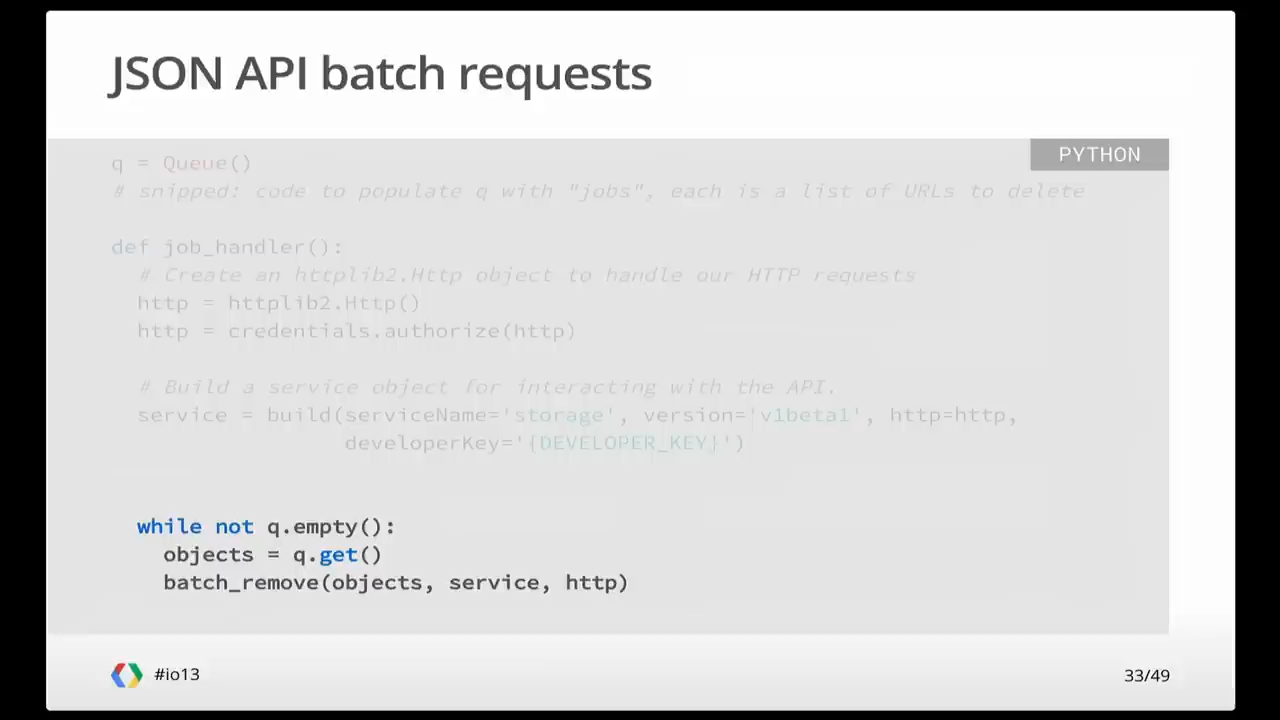 JSON API batch requests
PYTHON
q = Queue()
# snipped: code to populate q with "jobs", each is a list of URLs to delete
def job_handler():
# Create an httplib2.Http object to handle our HTTP requests
http = httplib2.Http()
http = credentials.authorize(http)
# Build a service object for interacting with the API.
service = build(serviceName='storage', version='v1beta1', http=http,
developerKey='{DEVELOPER_KEY}')
while not q.empty():
objects = q.get()
batch_remove(objects, service, http)
#io13
33/49